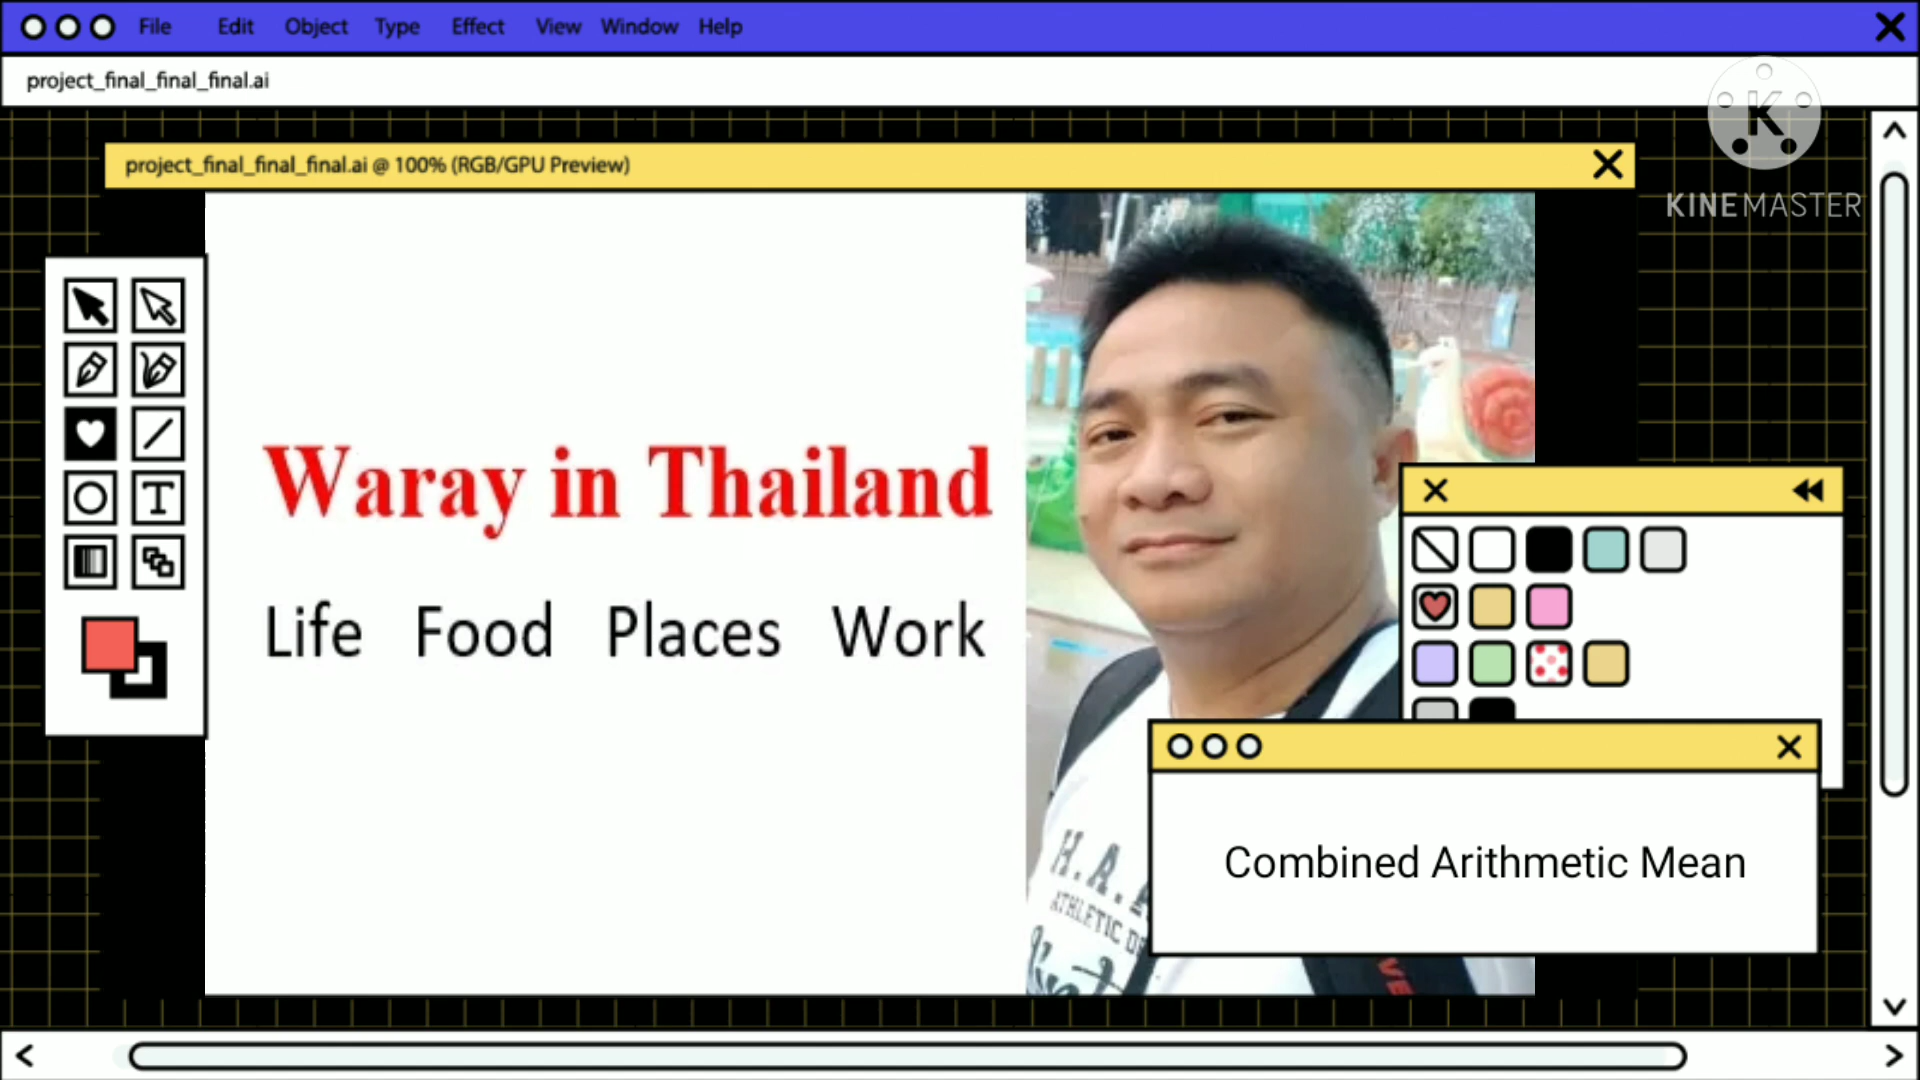 File Edit Object Type Effect View Window Help
project_final_final_final.ai
K
KINEMASTER
project_final_final_final.ai @ 100% (RGB/GPU Preview)
T
Waray in Thailand
Life Food Places Work
Combined Arithmetic Mean
H.A.
ATHLETIC